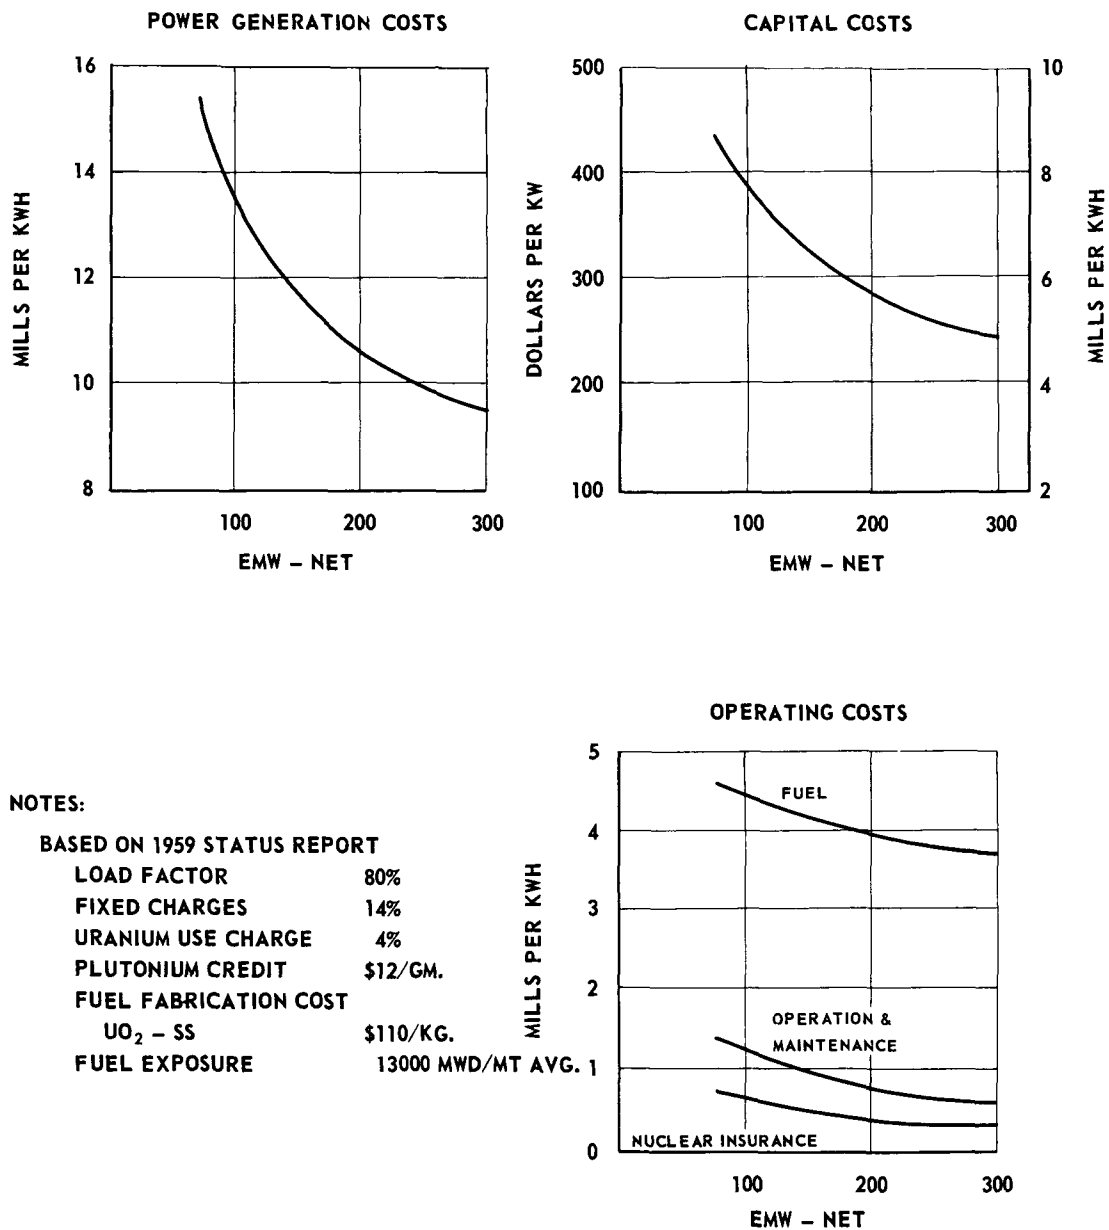 POWER GENERATION COSTS
16
14
12
10
8
MILLS PER KWH
100 200 300
EMW – NET
CAPITAL COSTS
500
400
300
200
100
DOLLARS PER KW
10
8
6
4
2
MILLS PER KWH
100 200 300
EMW – NET
NOTES:
BASED ON 1959 STATUS REPORT
LOAD FACTOR 80%
FIXED CHARGES 14%
URANIUM USE CHARGE 4%
PLUTONIUM CREDIT $12/GM.
FUEL FABRICATION COST
UO₂ – SS $110/KG.
FUEL EXPOSURE 13000 MWD/MT AVG.
OPERATING COSTS
5
4
3
2
1
0
MILLS PER KWH
FUEL
OPERATION &
MAINTENANCE
NUCLEAR INSURANCE
100 200 300
EMW – NET